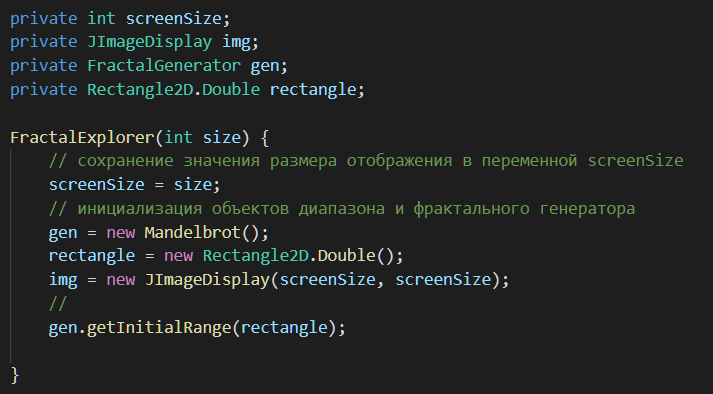 private int screenSize;
private JImageDisplay img;
private FractalGenerator gen;
private Rectangle2D.Double rectangle;

FractalExplorer(int size) {
    // сохранение значения размера отображения в переменной screenSize
    screenSize = size;
    // инициализация объектов диапазона и фрактального генератора
    gen = new Mandelbrot();
    rectangle = new Rectangle2D.Double();
    img = new JImageDisplay(screenSize, screenSize);
    //
    gen.getInitialRange(rectangle);

}